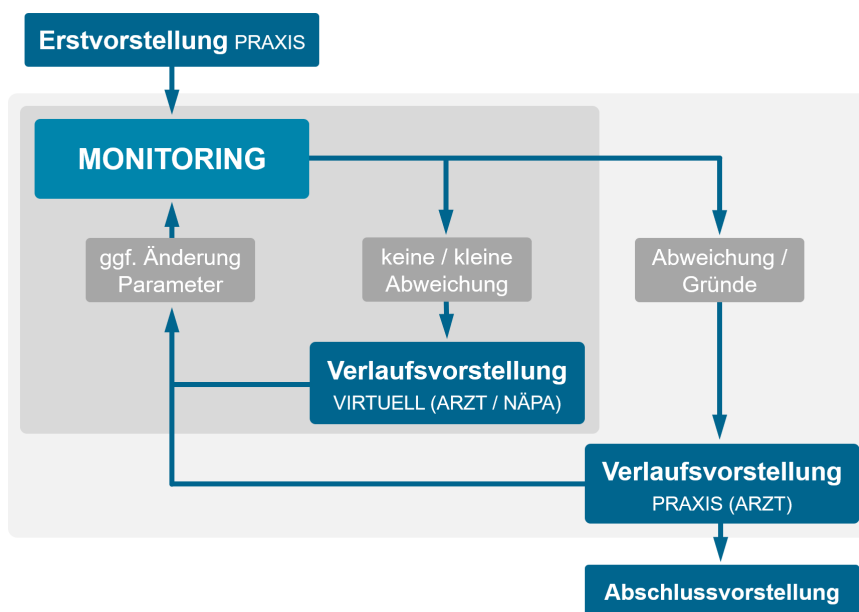 Erstvorstellung PRAXIS
MONITORING
ggf. Änderung
Parameter
keine / kleine
Abweichung
Abweichung /
Gründe
Verlaufsvorstellung
VIRTUELL (ARZT / NÄPA)
Verlaufsvorstellung
PRAXIS (ARZT)
Abschlussvorstellung